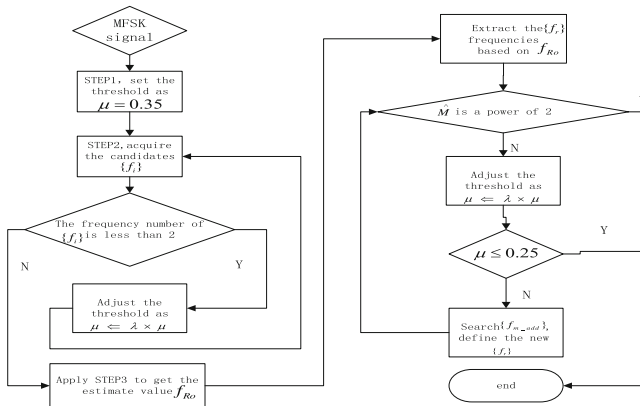 MFSK
signal
STEP1, set the
threshold as
μ = 0.35
STEP2, acquire
the candidates
{f_i}
The frequency number of
{f_i} is less than 2
N
Y
Adjust the
threshold as
μ ⇐ λ × μ
Apply STEP3 to get the
estimate value f_Ro
Extract the {f_r}
frequencies
based on f_Ro
M̂ is a power of 2
N
Adjust the
threshold as
μ ⇐ λ × μ
Y
μ ≤ 0.25
N
Search {f_m_add},
define the new
{f_r}
end